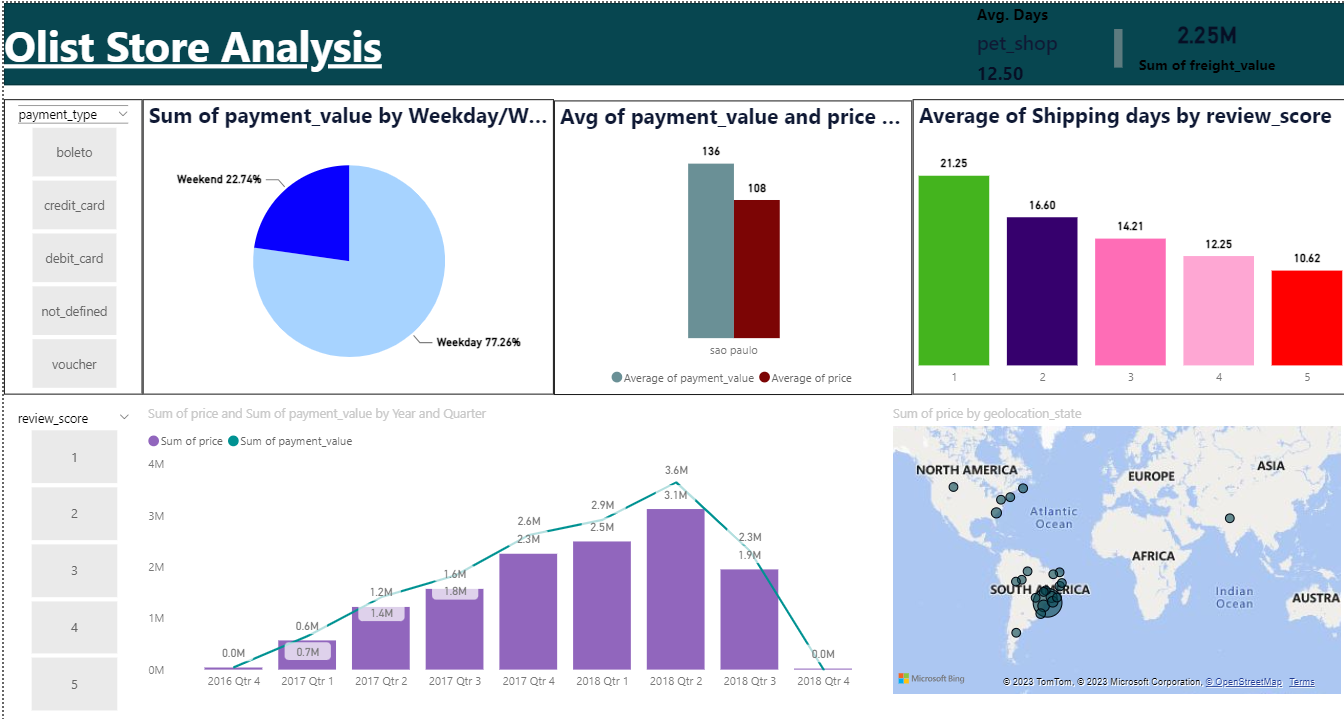 Olist Store Analysis
Avg. Days
pet_shop
12.50
2.25M
Sum of freight_value
payment_type
boleto
credit_card
debit_card
not_defined
voucher
Sum of payment_value by Weekday/W...
Weekend 22.74%
Weekday 77.26%
Avg of payment_value and price ...
136
108
sao paulo
Average of payment_value
Average of price
Average of Shipping days by review_score
21.25
16.60
14.21
12.25
10.62
1
2
3
4
5
review_score
1
2
3
4
5
Sum of price and Sum of payment_value by Year and Quarter
Sum of price
Sum of payment_value
4M
3M
2M
1M
0M
0.0M
0.6M
0.7M
1.2M
1.4M
1.6M
1.8M
2.6M
2.3M
2.9M
2.5M
3.6M
3.1M
2.3M
1.9M
0.0M
2016 Qtr 4
2017 Qtr 1
2017 Qtr 2
2017 Qtr 3
2017 Qtr 4
2018 Qtr 1
2018 Qtr 2
2018 Qtr 3
2018 Qtr 4
Sum of price by geolocation_state
NORTH AMERICA
EUROPE
ASIA
Atlantic
Ocean
AFRICA
SOUTH AMERICA
Indian
Ocean
AUSTRA
Microsoft Bing
© 2023 TomTom, © 2023 Microsoft Corporation, © OpenStreetMap Terms